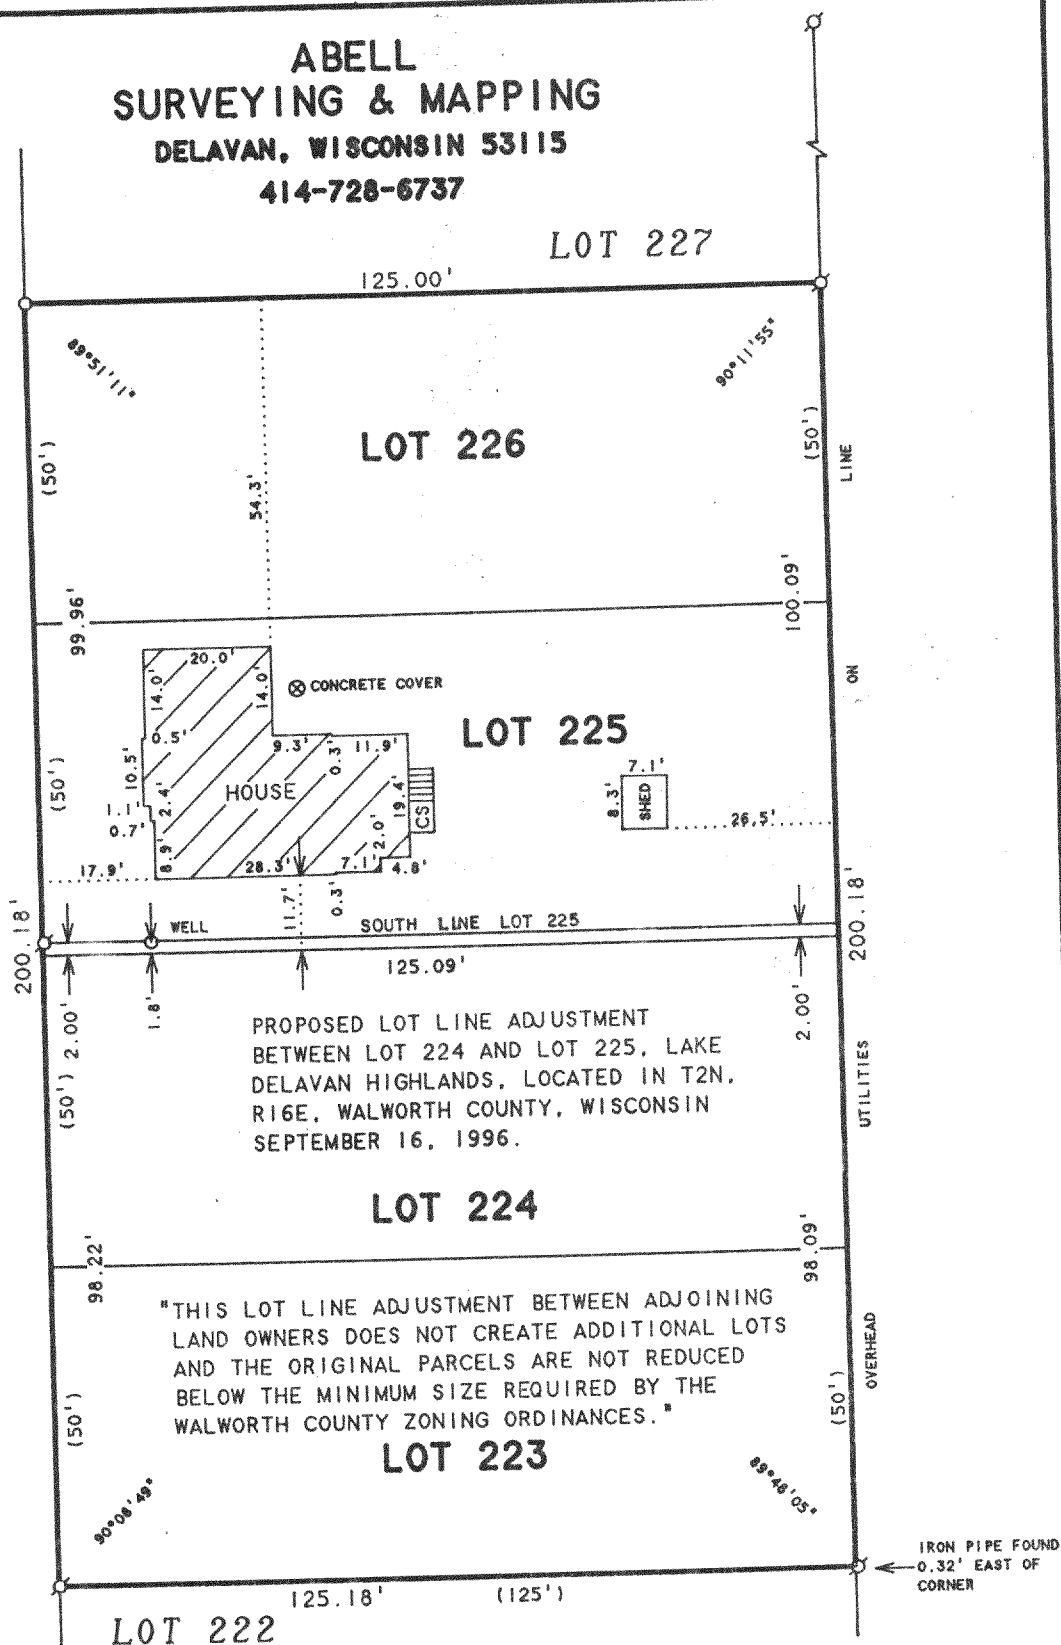 ABELL
SURVEYING & MAPPING
DELAVAN, WISCONSIN 53115
414-728-6737
LOT 227
125.00'
89°51'11"
90°11'55"
(50')
(50')
LOT 226
LINE
54.3'
99.96'
100.09'
20.0'
14.0'
14.0'
CONCRETE COVER
ON
LOT 225
0.5'
9.3'
0.3'
11.9'
10.5'
(50')
HOUSE
2.4'
19.4'
CS
7.1'
8.3'
SHED
26.5'
1.1'
0.7'
8.9'
2.0'
17.9'
28.3'
7.1'
4.8'
11.7'
0.3'
200.18'
WELL
SOUTH LINE LOT 225
200.18'
125.09'
2.00'
1.8'
2.00'
(50')
UTILITIES
PROPOSED LOT LINE ADJUSTMENT
BETWEEN LOT 224 AND LOT 225, LAKE
DELAVAN HIGHLANDS, LOCATED IN T2N,
R16E, WALWORTH COUNTY, WISCONSIN
SEPTEMBER 16, 1996.
LOT 224
98.22'
98.09'
"THIS LOT LINE ADJUSTMENT BETWEEN ADJOINING
LAND OWNERS DOES NOT CREATE ADDITIONAL LOTS
AND THE ORIGINAL PARCELS ARE NOT REDUCED
BELOW THE MINIMUM SIZE REQUIRED BY THE
WALWORTH COUNTY ZONING ORDINANCES."
OVERHEAD
(50')
(50')
LOT 223
90°08'49"
89°48'05"
IRON PIPE FOUND
0.32' EAST OF
CORNER
125.18'
(125')
LOT 222